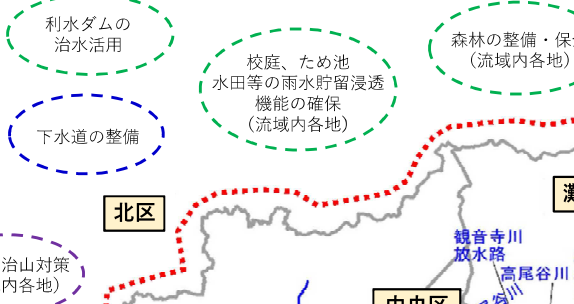 利水ダムの
治水活用
校庭、ため池
水田等の雨水貯留浸透
機能の確保
（流域内各地）
森林の整備・保全
（流域内各地）
下水道の整備
北区
治山対策
内各地）
観音寺川
放水路
高尾谷川
中央区
灘